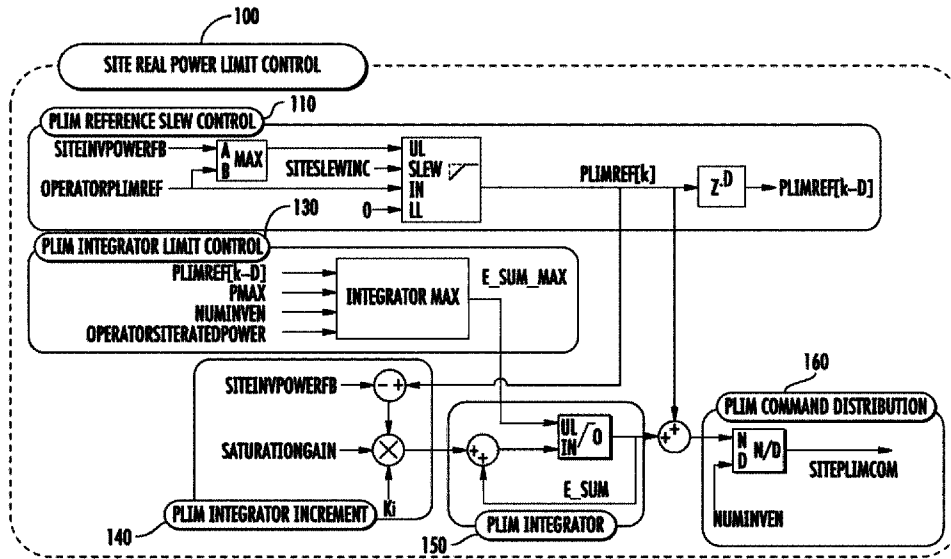 100
SITE REAL POWER LIMIT CONTROL
110
PLIM REFERENCE SLEW CONTROL
SITEINVPOWERFB
A MAX
B
OPERATORPLIMREF
SITESLEWINC
0
UL
SLEW
IN
LL
PLIMREF[k]
Z-D
PLIMREF[k-D]
130
PLIM INTEGRATOR LIMIT CONTROL
PLIMREF[k-D]
PMAX
NUMINVEN
OPERATORSITERATEDPOWER
INTEGRATOR MAX
E_SUM_MAX
SITEINVPOWERFB
- +
SATURATIONGAIN
×
Ki
140
PLIM INTEGRATOR INCREMENT
+ +
UL
IN
0
E_SUM
150
PLIM INTEGRATOR
+ +
160
PLIM COMMAND DISTRIBUTION
N N/D
D
SITEPLIMCOM
NUMINVEN